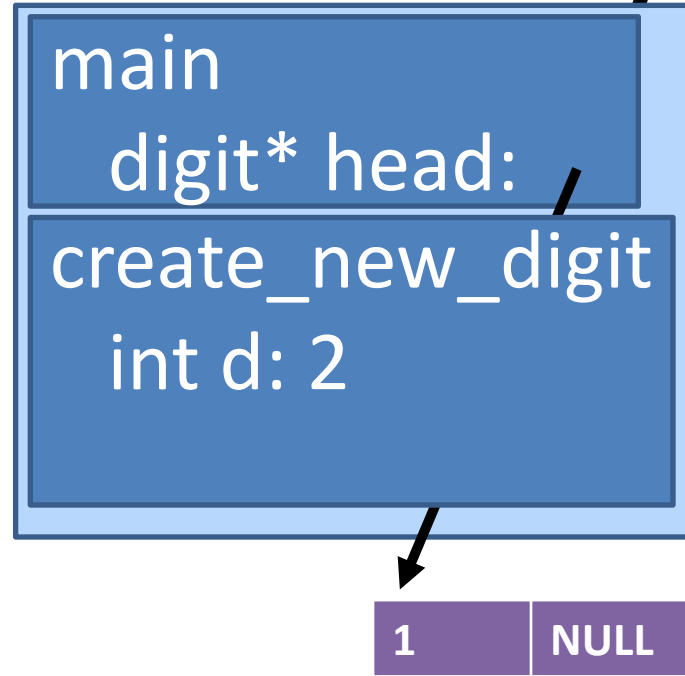 main
digit* head:
create_new_digit
int d: 2
1 NULL